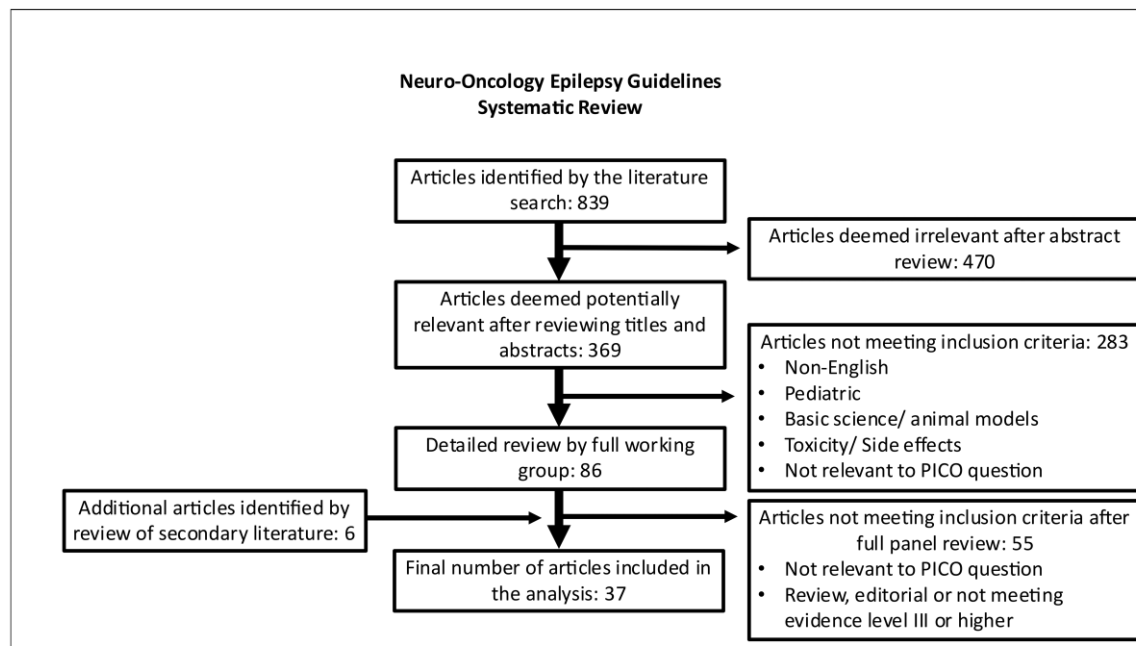 Neuro-Oncology Epilepsy Guidelines
Systematic Review
Articles identified by the literature
search: 839
Articles deemed irrelevant after abstract
review: 470
Articles deemed potentially
relevant after reviewing titles and
abstracts: 369
Articles not meeting inclusion criteria: 283
• Non-English
• Pediatric
• Basic science/ animal models
• Toxicity/ Side effects
• Not relevant to PICO question
Detailed review by full working
group: 86
Additional articles identified by
review of secondary literature: 6
Articles not meeting inclusion criteria after
full panel review: 55
• Not relevant to PICO question
• Review, editorial or not meeting
evidence level III or higher
Final number of articles included in
the analysis: 37